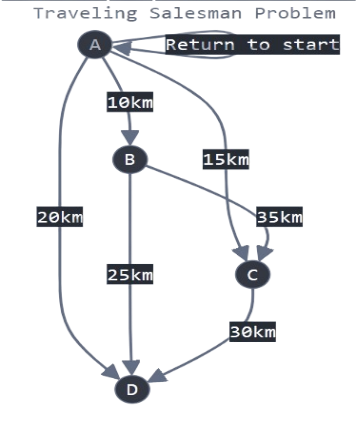 Traveling Salesman Problem
A
Return to start
10km
B
15km
20km
35km
25km
C
30km
D